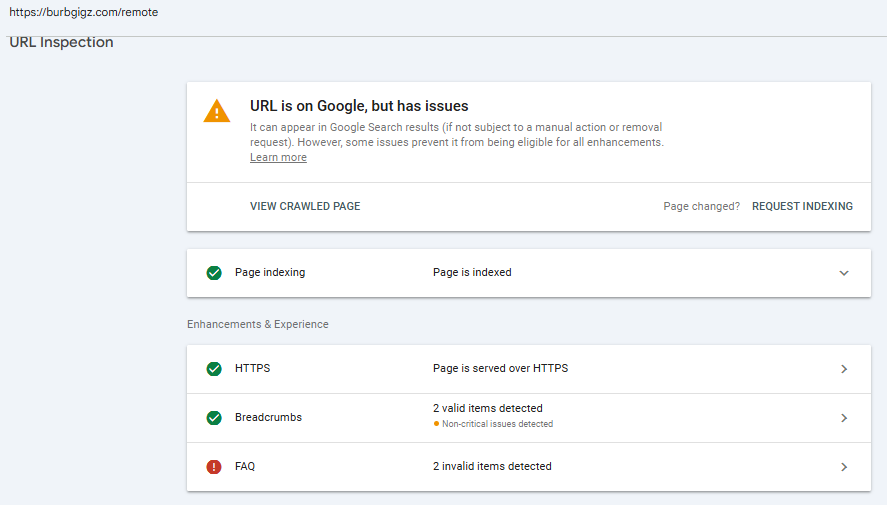 https://burbgigz.com/remote
URL Inspection
URL is on Google, but has issues
It can appear in Google Search results (if not subject to a manual action or removal
request). However, some issues prevent it from being eligible for all enhancements.
Learn more
VIEW CRAWLED PAGE
Page changed? REQUEST INDEXING
Page indexing
Page is indexed
Enhancements & Experience
HTTPS
Page is served over HTTPS
Breadcrumbs
2 valid items detected
Non-critical issues detected
FAQ
2 invalid items detected